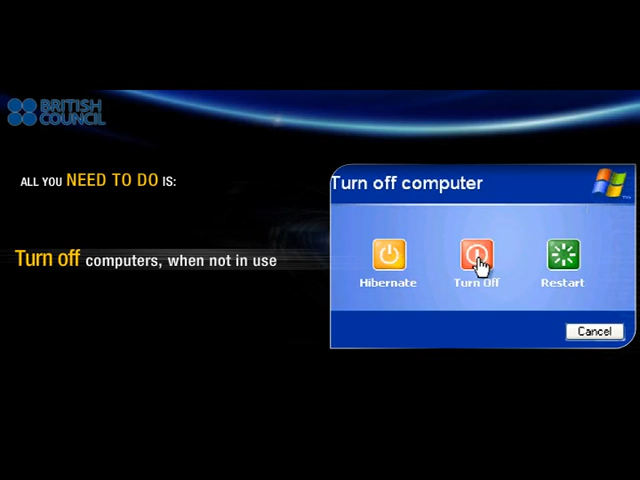 BRITISH
COUNCIL
ALL YOU NEED TO DO IS:
Turn off computers, when not in use
Turn off computer
Hibernate
Turn Off
Restart
Cancel